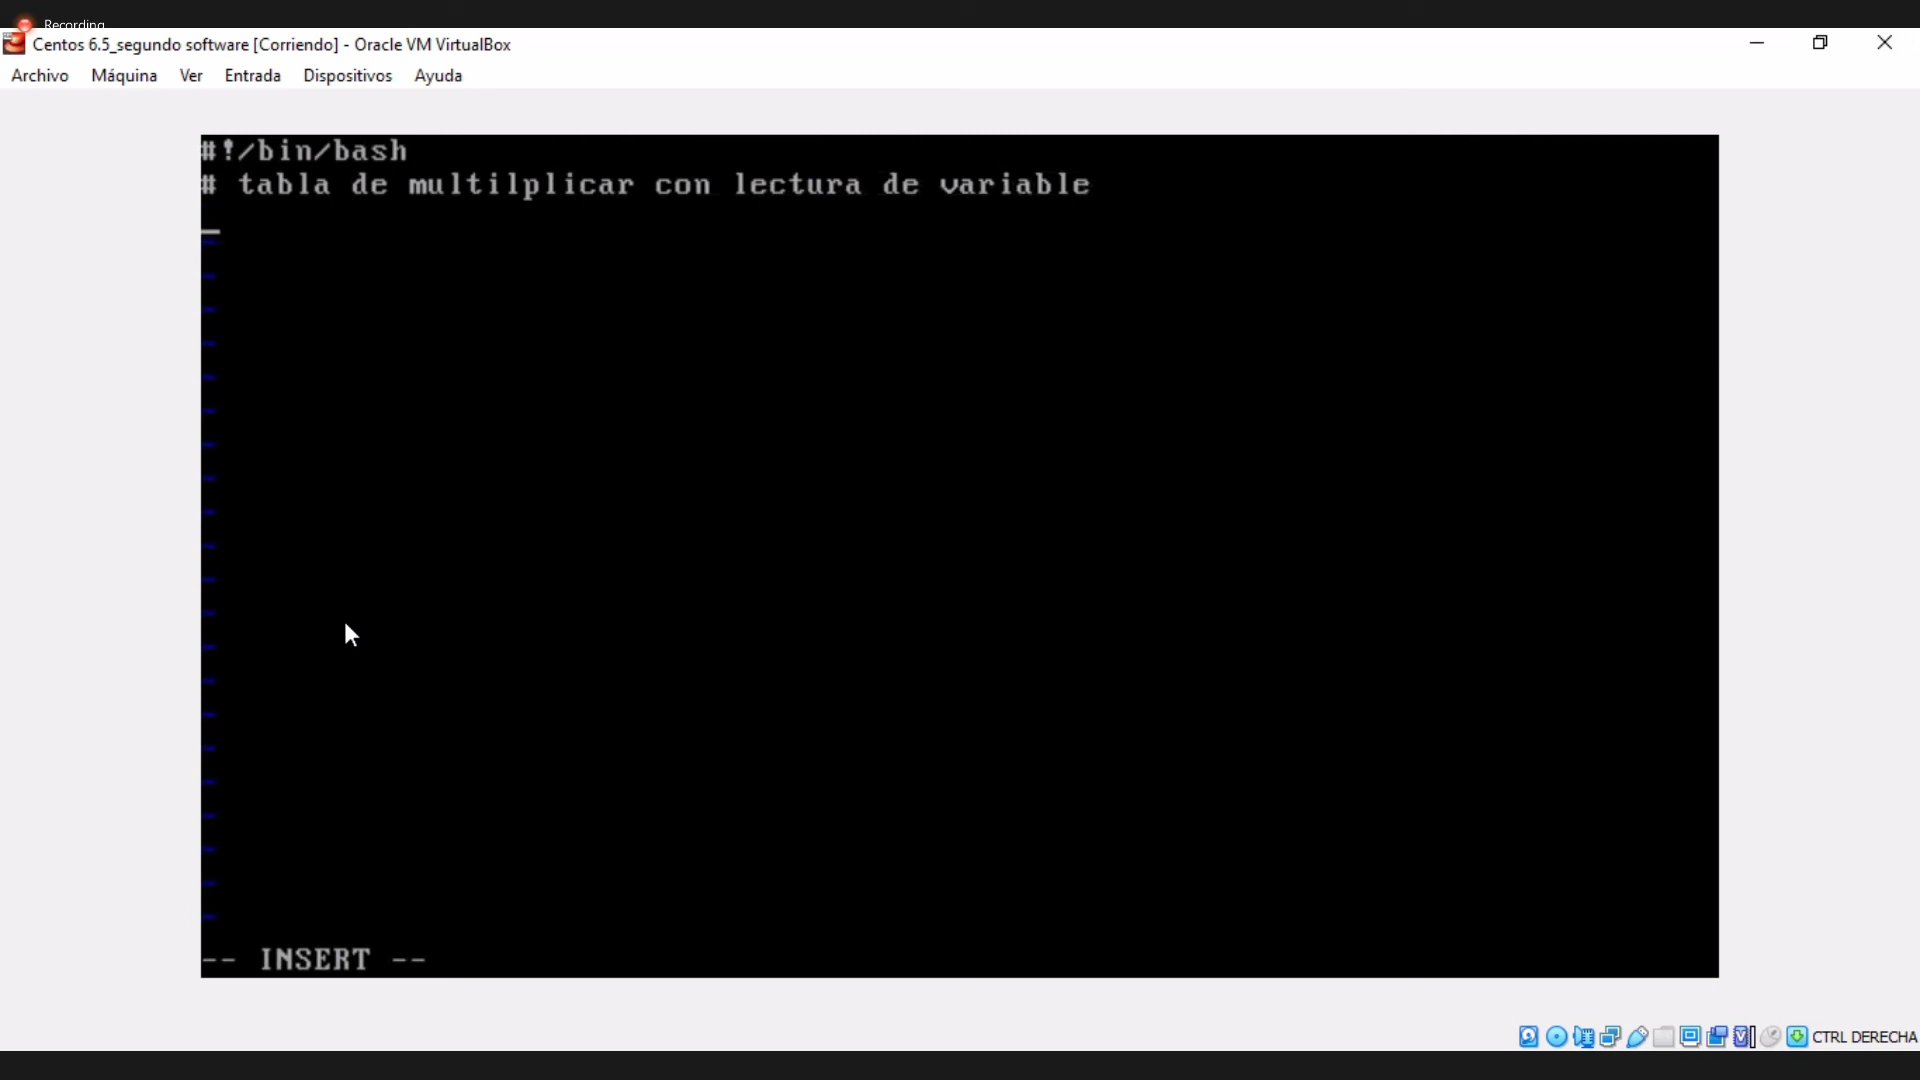 Recording
Centos 6.5_segundo software [Corriendo] - Oracle VM VirtualBox
Archivo Máquina Ver Entrada Dispositivos Ayuda
#!/bin/bash
# tabla de multilplicar con lectura de variable
-- INSERT --
CTRL DERECHA